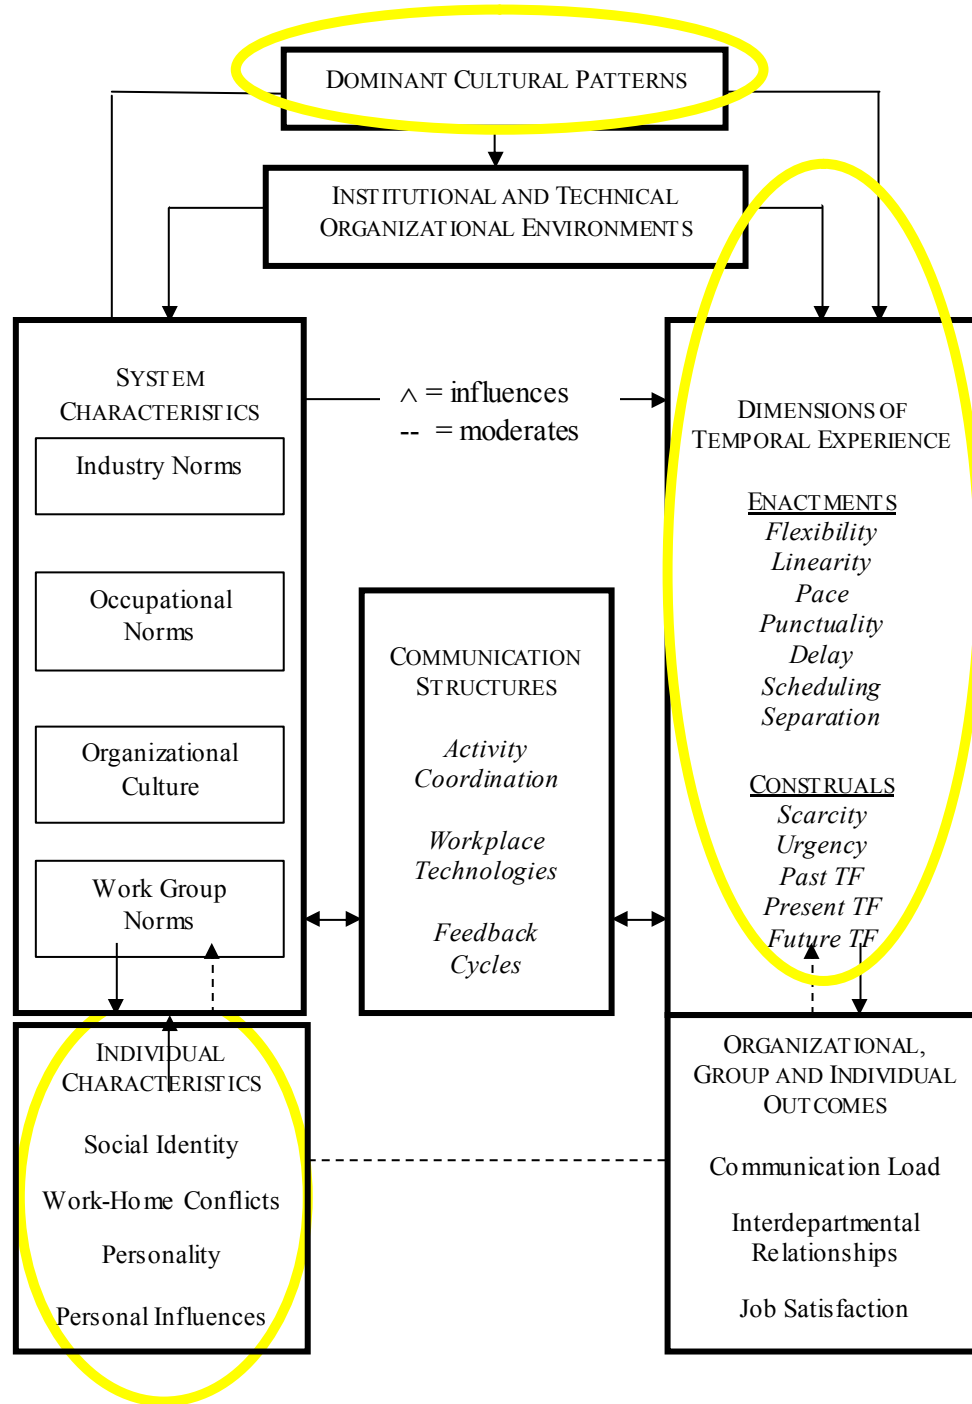 DOMINANT CULTURAL PATTERNS
INSTITUTIONAL AND TECHNICAL
ORGANIZATIONAL ENVIRONMENTS
SYSTEM
CHARACTERISTICS
Industry Norms
Occupational
Norms
Organizational
Culture
Work Group
Norms
^ = influences
-- = moderates
COMMUNICATION
STRUCTURES
Activity
Coordination
Workplace
Technologies
Feedback
Cycles
DIMENSIONS OF
TEMPORAL EXPERIENCE
ENACTMENTS
Flexibility
Linearity
Pace
Punctuality
Delay
Scheduling
Separation
CONSTRUALS
Scarcity
Urgency
Past TF
Present TF
Future TF
INDIVIDUAL
CHARACTERISTICS
Social Identity
Work-Home Conflicts
Personality
Personal Influences
ORGANIZATIONAL,
GROUP AND INDIVIDUAL
OUTCOMES
Communication Load
Interdepartmental
Relationships
Job Satisfaction